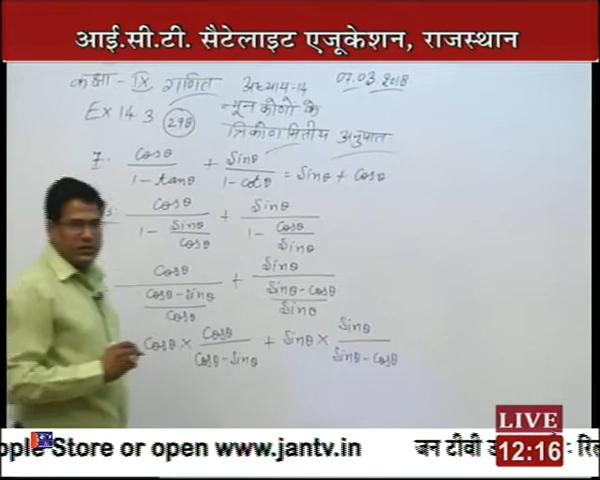 आई.सी.टी. सैटेलाइट एजूकेशन, राजस्थान
कक्षा - IX गणित अध्याय-14 07.03.2018
Ex 14.3 (298) न्यून कोणो के
त्रिकोणमितीय अनुपात
7. cosθ / (1 - tanθ) + sinθ / (1 - cotθ) = sinθ + cosθ
cosθ / (1 - sinθ/cosθ) + sinθ / (1 - cosθ/sinθ)
cosθ / ((cosθ - sinθ)/cosθ) + sinθ / ((sinθ - cosθ)/sinθ)
cosθ × cosθ / (cosθ - sinθ) + sinθ × sinθ / (sinθ - cosθ)
LIVE
12:16
Store or open www.jantv.in जन टीवी